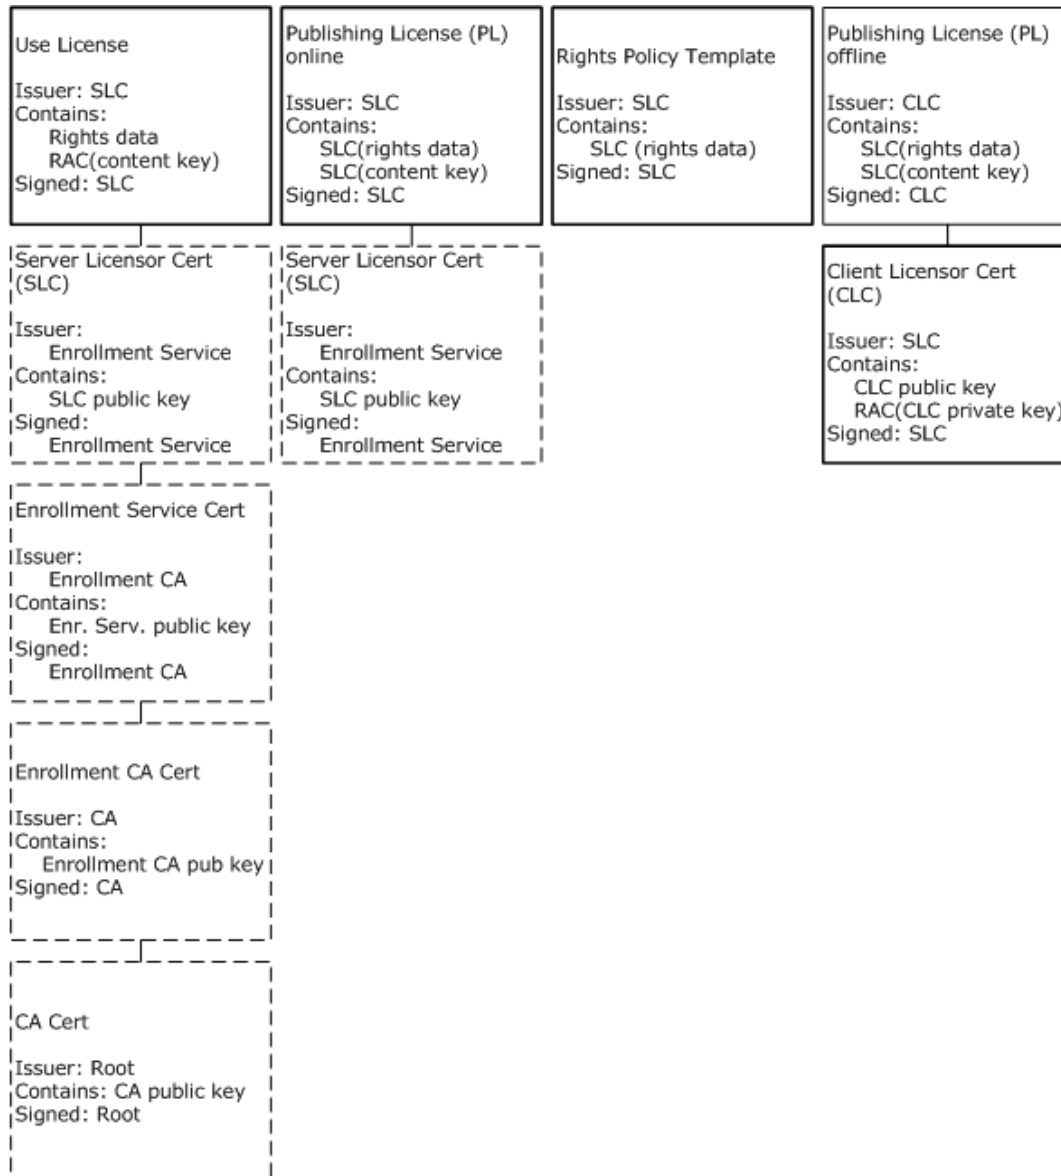 Use License
Issuer: SLC
Contains:
Rights data
RAC(content key)
Signed: SLC
Publishing License (PL)
online
Issuer: SLC
Contains:
SLC(rights data)
SLC(content key)
Signed: SLC
Rights Policy Template
Issuer: SLC
Contains:
SLC (rights data)
Signed: SLC
Publishing License (PL)
offline
Issuer: CLC
Contains:
SLC(rights data)
SLC(content key)
Signed: CLC
Server Licensor Cert
(SLC)
Issuer:
Enrollment Service
Contains:
SLC public key
Signed:
Enrollment Service
Server Licensor Cert
(SLC)
Issuer:
Enrollment Service
Contains:
SLC public key
Signed:
Enrollment Service
Client Licensor Cert
(CLC)
Issuer: SLC
Contains:
CLC public key
RAC(CLC private key)
Signed: SLC
Enrollment Service Cert
Issuer:
Enrollment CA
Contains:
Enr. Serv. public key
Signed:
Enrollment CA
Enrollment CA Cert
Issuer: CA
Contains:
Enrollment CA pub key
Signed: CA
CA Cert
Issuer: Root
Contains: CA public key
Signed: Root